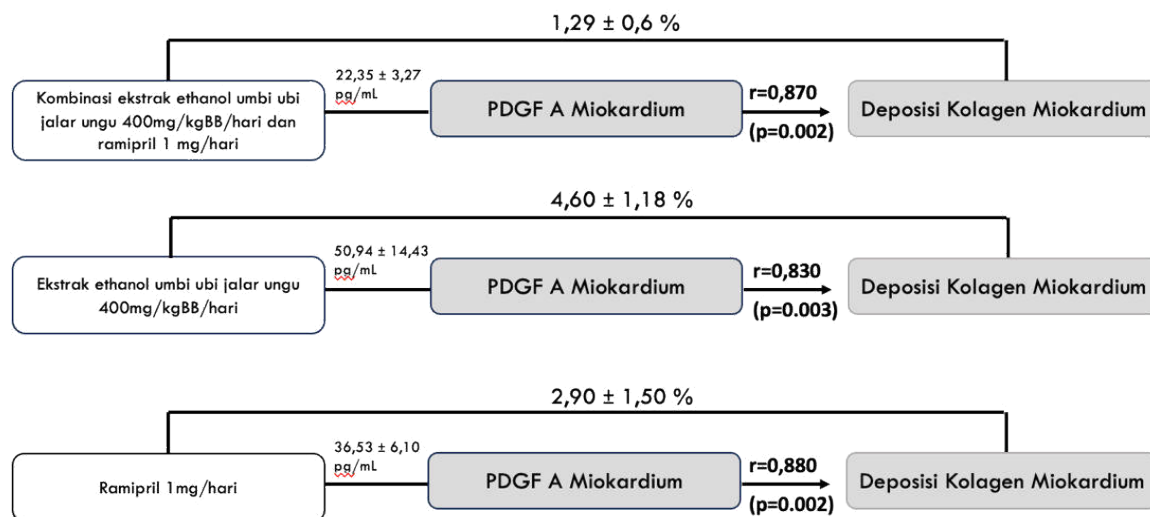 1,29 ± 0,6 %
Kombinasi ekstrak ethanol umbi ubi
jalar ungu 400mg/kgBB/hari dan
ramipril 1 mg/hari
22,35 ± 3,27
pg/mL
PDGF A Miokardium
r=0,870
(p=0.002)
Deposisi Kolagen Miokardium
4,60 ± 1,18 %
Ekstrak ethanol umbi ubi jalar ungu
400mg/kgBB/hari
50,94 ± 14,43
pg/mL
PDGF A Miokardium
r=0,830
(p=0.003)
Deposisi Kolagen Miokardium
2,90 ± 1,50 %
Ramipril 1mg/hari
36,53 ± 6,10
pg/mL
PDGF A Miokardium
r=0,880
(p=0.002)
Deposisi Kolagen Miokardium